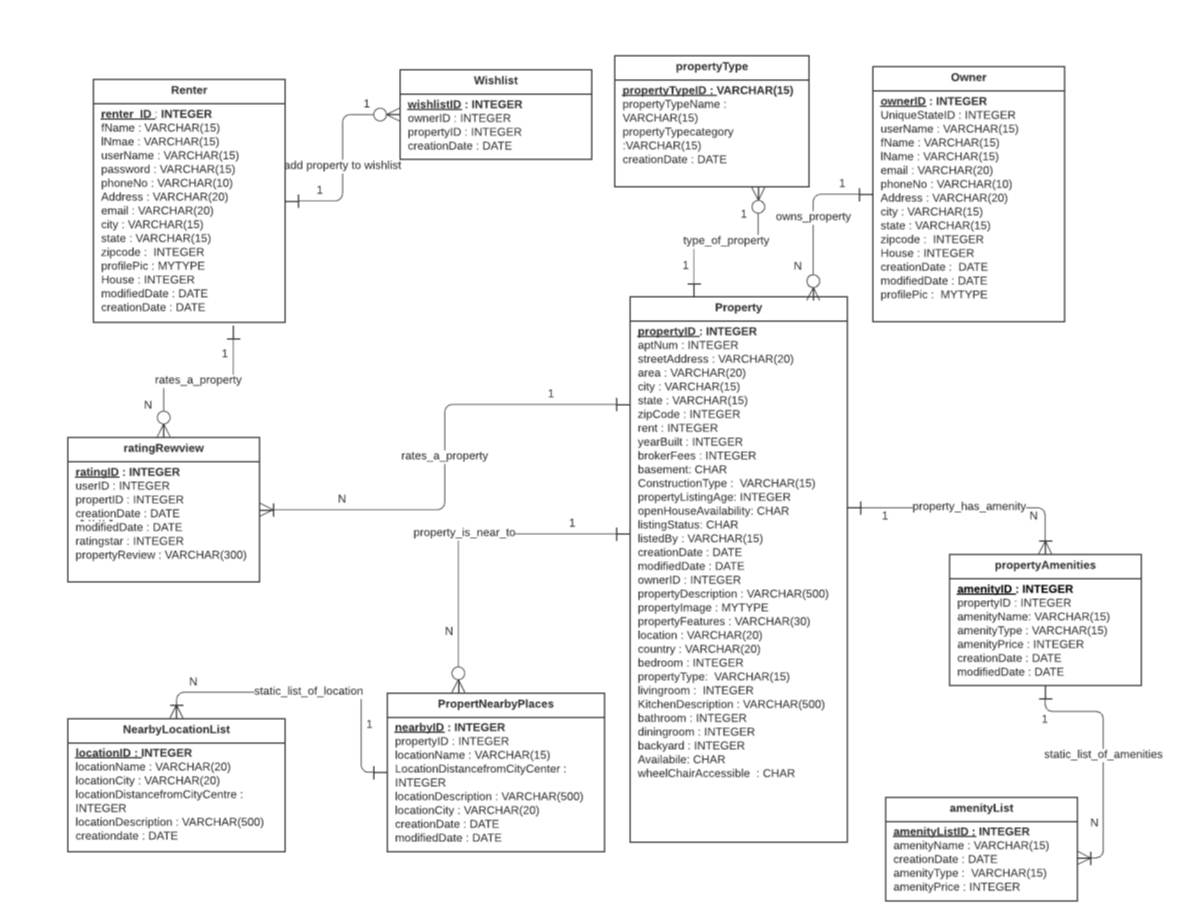 Renter
renter_ID : INTEGER
fName : VARCHAR(15)
lNmae : VARCHAR(15)
userName : VARCHAR(15)
password : VARCHAR(15)
phoneNo : VARCHAR(10)
Address : VARCHAR(20)
email : VARCHAR(20)
city : VARCHAR(15)
state : VARCHAR(15)
zipcode : INTEGER
profilePic : MYTYPE
House : INTEGER
modifiedDate : DATE
creationDate : DATE
1
add property to wishlist
1
Wishlist
wishlistID : INTEGER
ownerID : INTEGER
propertyID : INTEGER
creationDate : DATE
propertyType
propertyTypeID : VARCHAR(15)
propertyTypeName :
VARCHAR(15)
propertyTypecategory
:VARCHAR(15)
creationDate : DATE
1
type_of_property
1
Owner
ownerID : INTEGER
UniqueStateID : INTEGER
userName : VARCHAR(15)
fName : VARCHAR(15)
lName : VARCHAR(15)
email : VARCHAR(20)
phoneNo : VARCHAR(10)
Address : VARCHAR(20)
city : VARCHAR(15)
state : VARCHAR(15)
zipcode : INTEGER
House : INTEGER
creationDate : DATE
modifiedDate : DATE
profilePic : MYTYPE
1
owns_property
N
Property
propertyID : INTEGER
aptNum : INTEGER
streetAddress : VARCHAR(20)
area : VARCHAR(20)
city : VARCHAR(15)
state : VARCHAR(15)
zipCode : INTEGER
rent : INTEGER
yearBuilt : INTEGER
brokerFees : INTEGER
basement: CHAR
ConstructionType : VARCHAR(15)
propertyListingAge: INTEGER
openHouseAvailability: CHAR
listingStatus: CHAR
listedBy : VARCHAR(15)
creationDate : DATE
modifiedDate : DATE
ownerID : INTEGER
propertyDescription : VARCHAR(500)
propertyImage : MYTYPE
propertyFeatures : VARCHAR(30)
location : VARCHAR(20)
country : VARCHAR(20)
bedroom : INTEGER
propertyType: VARCHAR(15)
livingroom : INTEGER
KitchenDescription : VARCHAR(500)
bathroom : INTEGER
diningroom : INTEGER
backyard : INTEGER
Availabile: CHAR
wheelChairAccessible : CHAR
1
rates_a_property
N
ratingRewview
ratingID : INTEGER
userID : INTEGER
propertID : INTEGER
creationDate : DATE
modifiedDate : DATE
ratingstar : INTEGER
propertyReview : VARCHAR(300)
1
rates_a_property
N
1
property_is_near_to
N
1
property_has_amenity
N
propertyAmenities
amenityID : INTEGER
propertyID : INTEGER
amenityName: VARCHAR(15)
amenityType : VARCHAR(15)
amenityPrice : INTEGER
creationDate : DATE
modifiedDate : DATE
1
static_list_of_amenities
N
amenityList
amenityListID : INTEGER
amenityName : VARCHAR(15)
creationDate : DATE
amenityType : VARCHAR(15)
amenityPrice : INTEGER
N
static_list_of_location
1
NearbyLocationList
locationID : INTEGER
locationName : VARCHAR(20)
locationCity : VARCHAR(20)
locationDistancefromCityCentre :
INTEGER
locationDescription : VARCHAR(500)
creationdate : DATE
PropertNearbyPlaces
nearbyID : INTEGER
propertyID : INTEGER
locationName : VARCHAR(15)
LocationDistancefromCityCenter :
INTEGER
locationDescription : VARCHAR(500)
locationCity : VARCHAR(20)
creationDate : DATE
modifiedDate : DATE